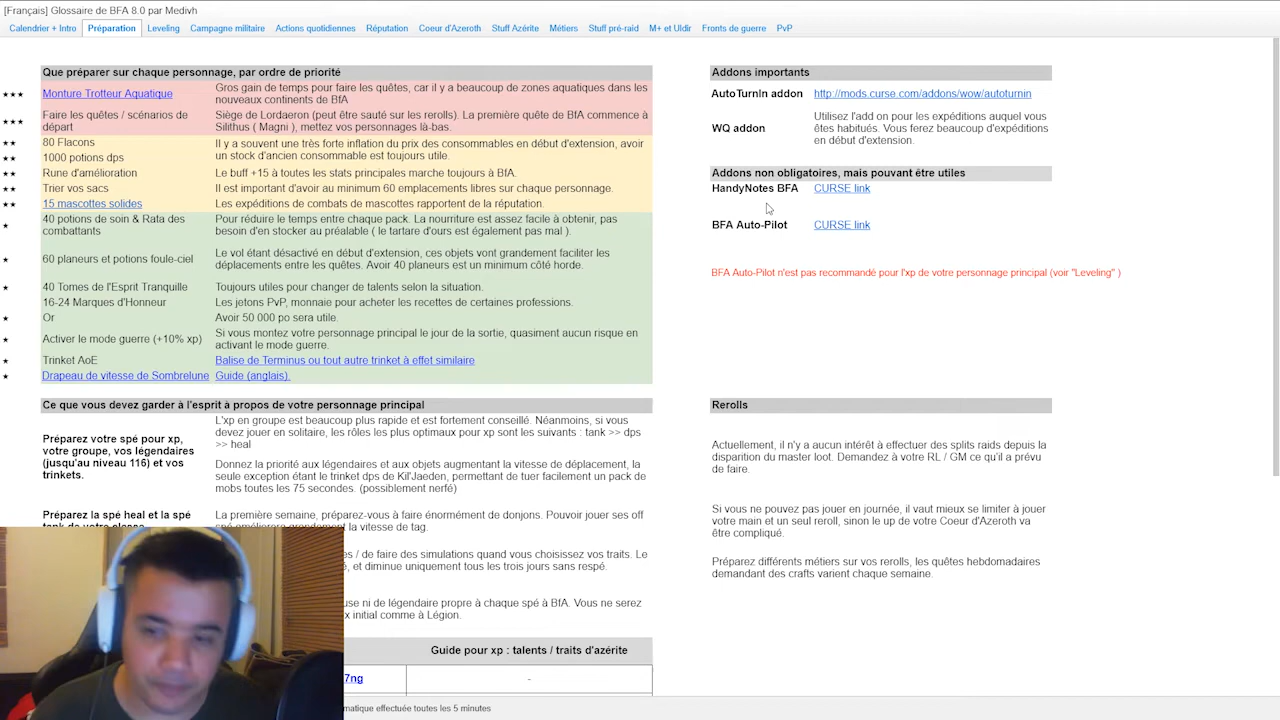 [Français] Glossaire de BFA 8.0 par Medivh
Calendrier + Intro Préparation Leveling Campagne militaire Actions quotidiennes Réputation Coeur d'Azeroth Stuff Azérite Métiers Stuff pré-raid M+ et Uldir Fronts de guerre PvP
Que préparer sur chaque personnage, par ordre de priorité
★★★ Monture Trotteur Aquatique
Gros gain de temps pour faire les quêtes, car il y a beaucoup de zones aquatiques dans les
nouveaux continents de BfA
★★★ Faire les quêtes / scénarios de
départ
Siège de Lordaeron (peut être sauté sur les rerolls). La première quête de BfA commence à
Silithus ( Magni ), mettez vos personnages là-bas.
★★ 80 Flacons
★★ 1000 potions dps
Il y a souvent une très forte inflation du prix des consommables en début d'extension, avoir
un stock d'ancien consommable est toujours utile.
★★ Rune d'amélioration Le buff +15 à toutes les stats principales marche toujours à BfA.
★★ Trier vos sacs Il est important d'avoir au minimum 60 emplacements libres sur chaque personnage.
★★ 15 mascottes solides Les expéditions de combats de mascottes rapportent de la réputation.
★ 40 potions de soin & Rata des
combattants
Pour réduire le temps entre chaque pack. La nourriture est assez facile à obtenir, pas
besoin d'en stocker au préalable ( le tartare d'ours est également pas mal ).
★ 60 planeurs et potions foule-ciel
Le vol étant désactivé en début d'extension, ces objets vont grandement faciliter les
déplacements entre les quêtes. Avoir 40 planeurs est un minimum côté horde.
★ 40 Tomes de l'Esprit Tranquille Toujours utiles pour changer de talents selon la situation.
16-24 Marques d'Honneur Les jetons PvP, monnaie pour acheter les recettes de certaines professions.
★ Or Avoir 50 000 po sera utile.
★ Activer le mode guerre (+10% xp)
Si vous montez votre personnage principal le jour de la sortie, quasiment aucun risque en
activant le mode guerre.
★ Trinket AoE Balise de Terminus ou tout autre trinket à effet similaire
★ Drapeau de vitesse de Sombrelune Guide (anglais).
Ce que vous devez garder à l'esprit à propos de votre personnage principal
Préparez votre spé pour xp,
votre groupe, vos légendaires
(jusqu'au niveau 116) et vos
trinkets.
L'xp en groupe est beaucoup plus rapide et est fortement conseillé. Néanmoins, si vous
devez jouer en solitaire, les rôles les plus optimaux pour xp sont les suivants : tank >> dps
>> heal
Donnez la priorité aux légendaires et aux objets augmentant la vitesse de déplacement, la
seule exception étant le trinket dps de Kil'Jaeden, permettant de tuer facilement un pack de
mobs toutes les 75 secondes. (possiblement nerfé)
Préparez la spé heal et la spé
tank de votre classe
La première semaine, préparez-vous à faire énormément de donjons. Pouvoir jouer ses off
spé améliorera grandement la vitesse de tag.
/ de faire des simulations quand vous choisissez vos traits. Le
, et diminue uniquement tous les trois jours sans respé.
ni de légendaire propre à chaque spé à BfA. Vous ne serez
initial comme à Légion.
Guide pour xp : talents / traits d'azérite
7ng -
effectuée toutes les 5 minutes
Addons importants
AutoTurnIn addon http://mods.curse.com/addons/wow/autoturnin
WQ addon
Utilisez l'add on pour les expéditions auquel vous
êtes habitués. Vous ferez beaucoup d'expéditions
en début d'extension.
Addons non obligatoires, mais pouvant être utiles
HandyNotes BFA CURSE link
BFA Auto-Pilot CURSE link
BFA Auto-Pilot n'est pas recommandé pour l'xp de votre personnage principal (voir "Leveling" )
Rerolls
Actuellement, il n'y a aucun intérêt à effectuer des splits raids depuis la
disparition du master loot. Demandez à votre RL / GM ce qu'il a prévu
de faire.
Si vous ne pouvez pas jouer en journée, il vaut mieux se limiter à jouer
votre main et un seul reroll, sinon le up de votre Coeur d'Azeroth va
être compliqué.
Préparez différents métiers sur vos rerolls, les quêtes hebdomadaires
demandant des crafts varient chaque semaine.